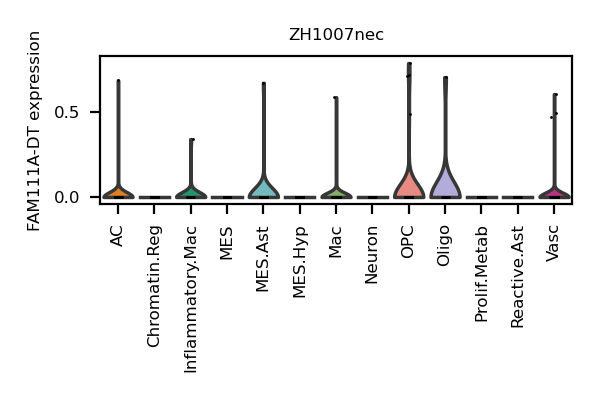 ZH1007nec
FAM111A-DT expression
0.5
0.0
AC
Chromatin.Reg
Inflammatory.Mac
MES
MES.Ast
MES.Hyp
Mac
Neuron
OPC
Oligo
Prolif.Metab
Reactive.Ast
Vasc